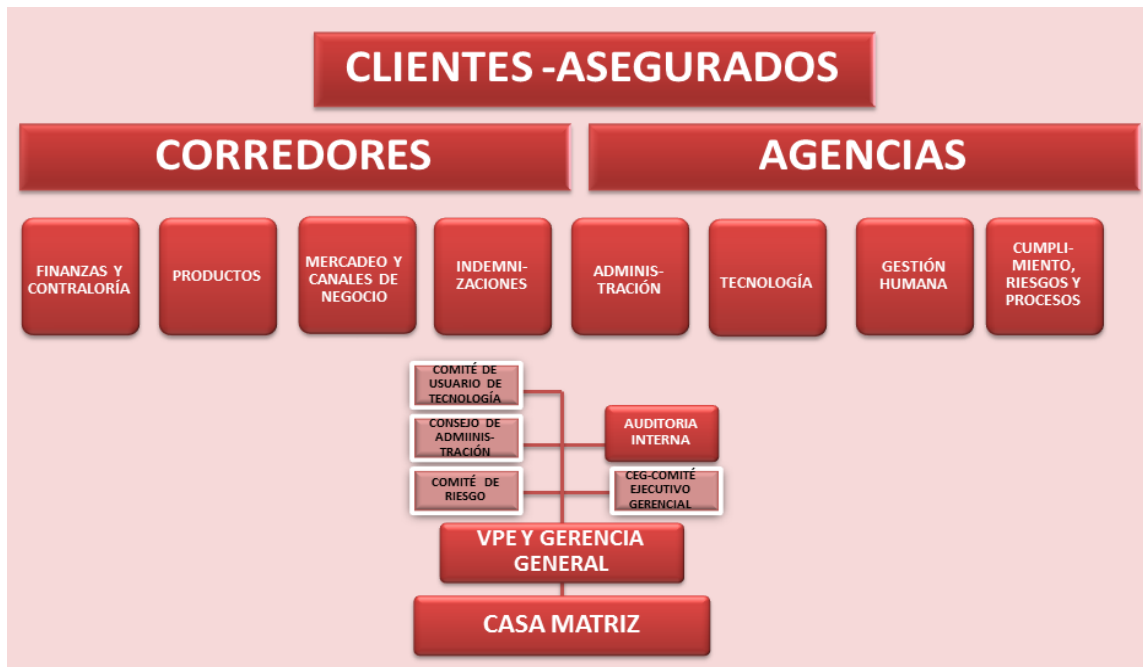 CLIENTES -ASEGURADOS
CORREDORES
AGENCIAS
FINANZAS Y
CONTRALORÍA
PRODUCTOS
MERCADEO Y
CANALES DE
NEGOCIO
INDEMNI-
ZACIONES
ADMINIS-
TRACIÓN
TECNOLOGÍA
GESTIÓN
HUMANA
CUMPLI-
MIENTO,
RIESGOS Y
PROCESOS
COMITÉ DE
USUARIO DE
TECNOLOGÍA
CONSEJO DE
ADMIINIS-
TRACIÓN
AUDITORIA
INTERNA
COMITÉ DE
RIESGO
CEG-COMITÉ
EJECUTIVO
GERENCIAL
VPE Y GERENCIA
GENERAL
CASA MATRIZ